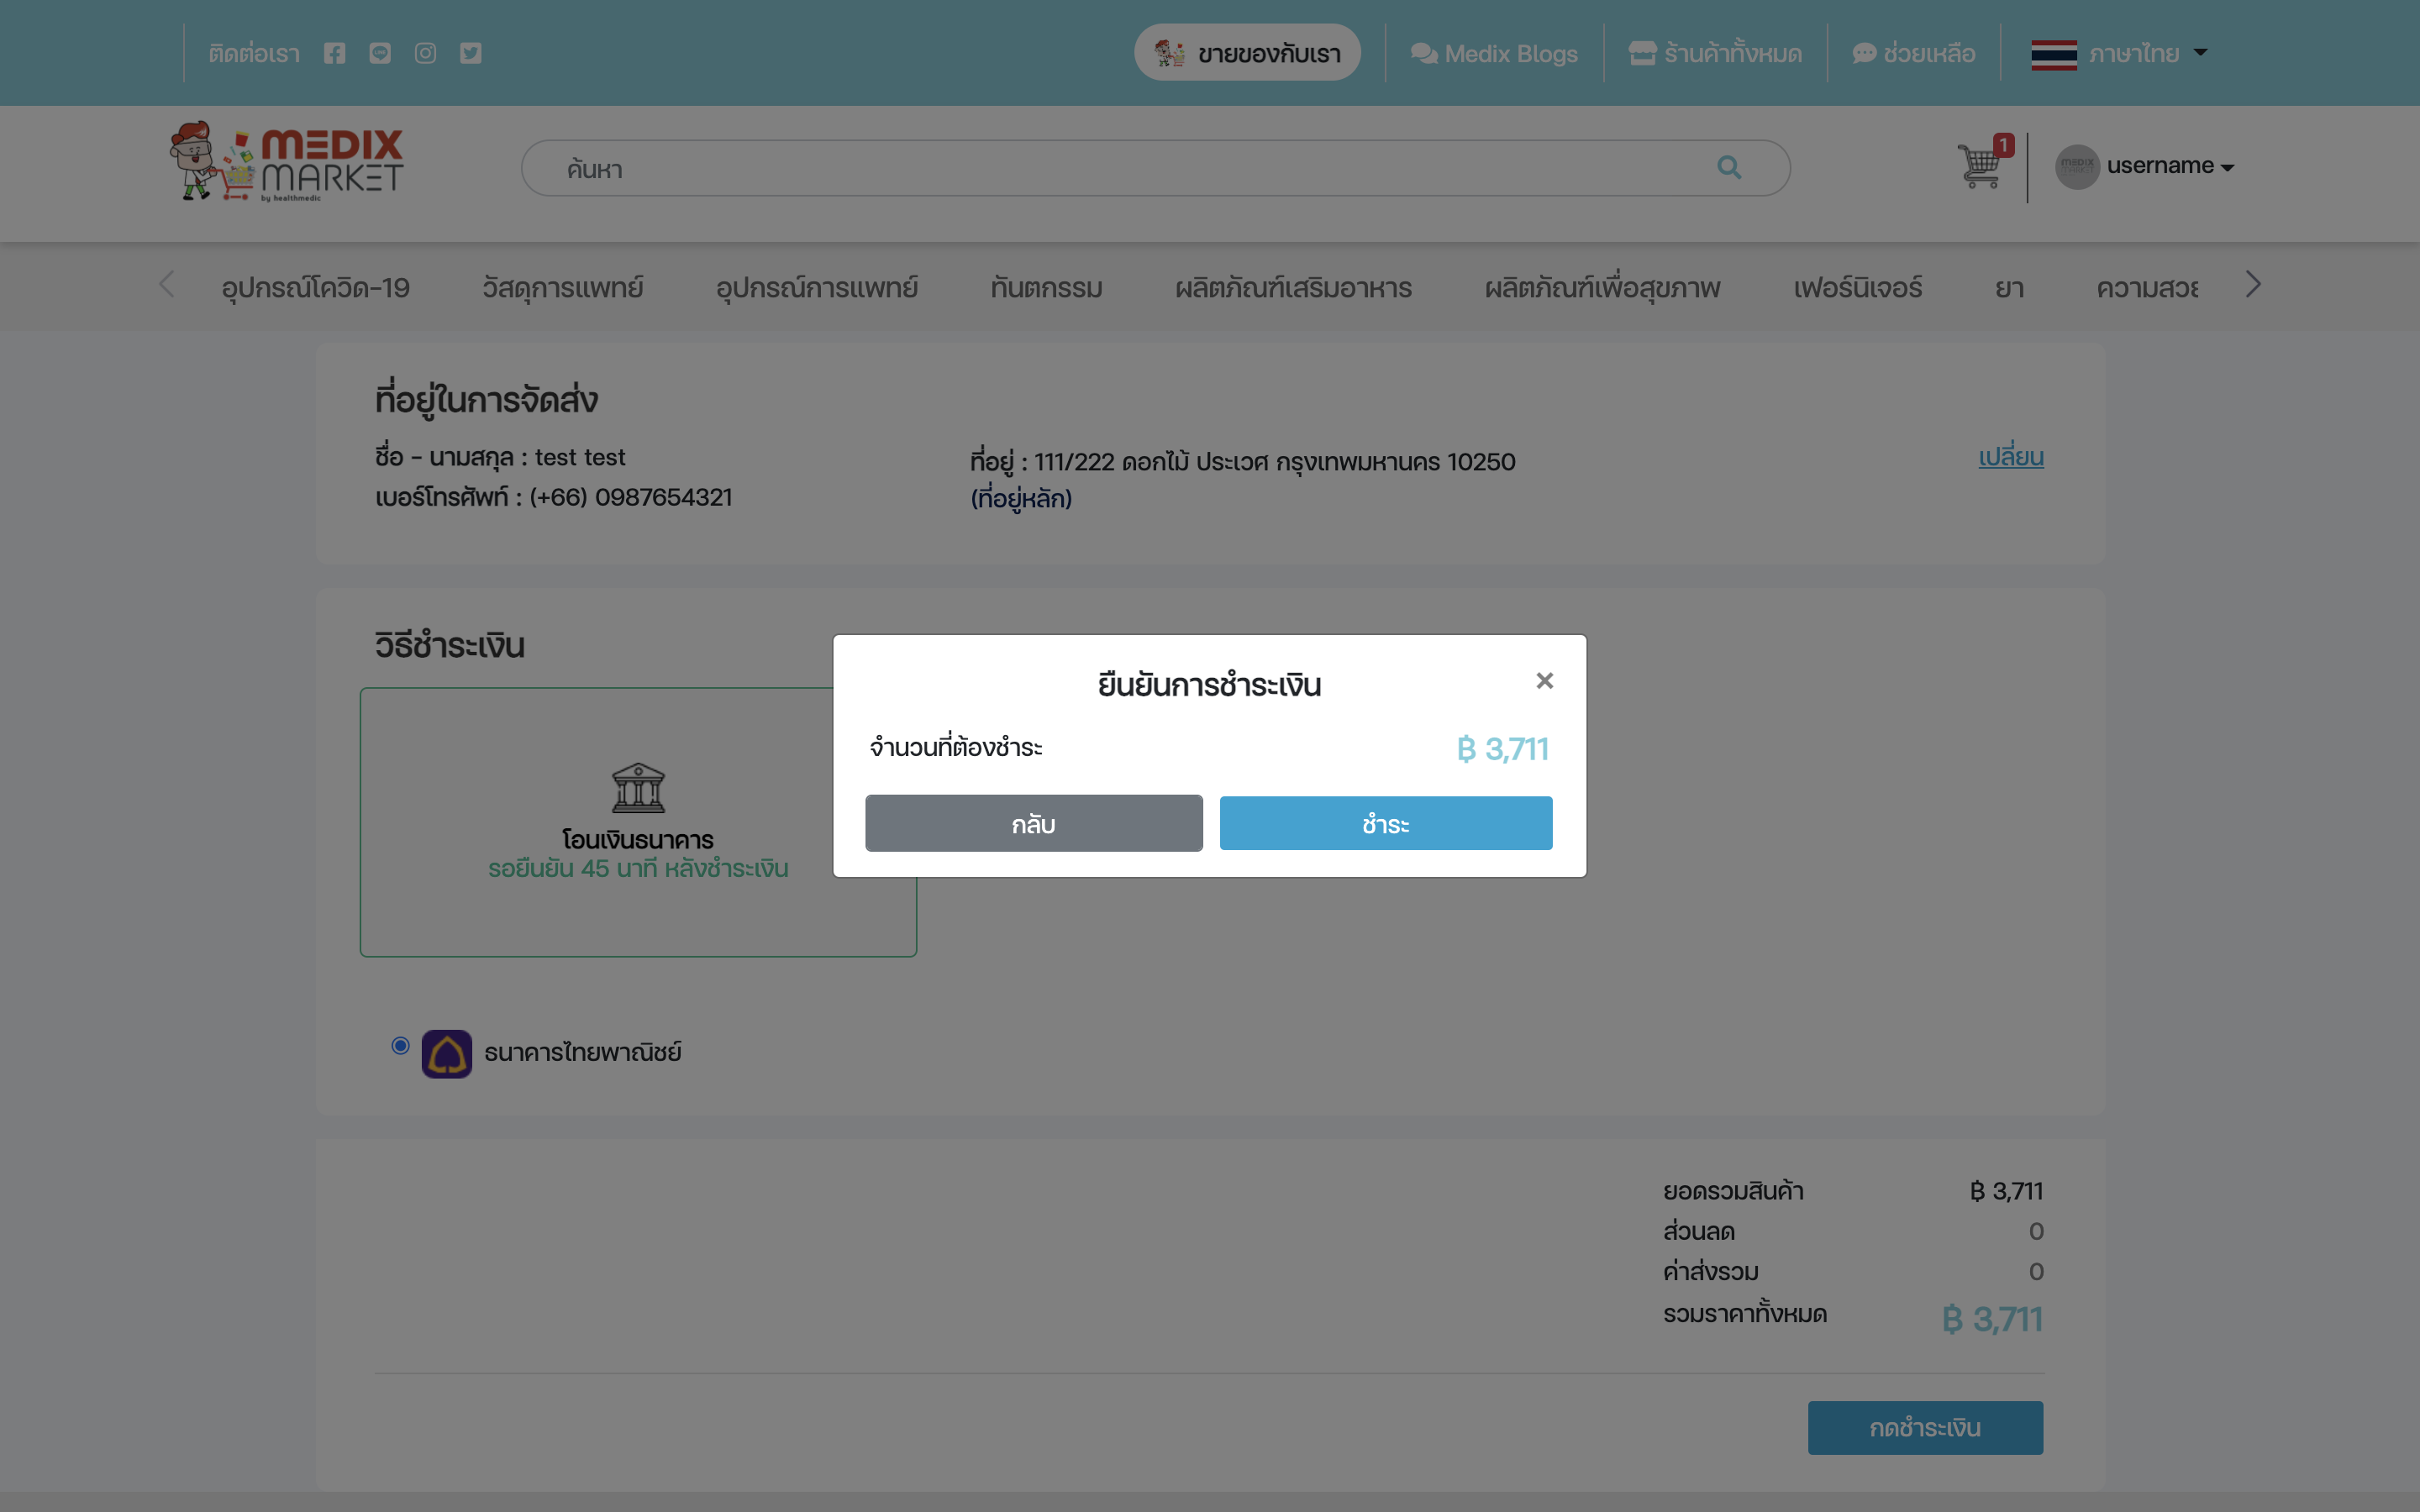 ติดต่อเรา
ขายของกับเรา
Medix Blogs
ร้านค้าทั้งหมด
ช่วยเหลือ
ภาษาไทย
MEDIX
MARKET
by healthmedic
ค้นหา
1
MEDIX
MARKET
username
อุปกรณ์โควิด-19
วัสดุการแพทย์
อุปกรณ์การแพทย์
ทันตกรรม
ผลิตภัณฑ์เสริมอาหาร
ผลิตภัณฑ์เพื่อสุขภาพ
เฟอร์นิเจอร์
ยา
ความสวย
ที่อยู่ในการจัดส่ง
ชื่อ - นามสกุล : test test
เบอร์โทรศัพท์ : (+66) 0987654321
ที่อยู่ : 111/222 ดอกไม้ ประเวศ กรุงเทพมหานคร 10250
(ที่อยู่หลัก)
เปลี่ยน
วิธีชำระเงิน
โอนเงินธนาคาร
รอยืนยัน 45 นาที หลังชำระเงิน
ธนาคารไทยพาณิชย์
ยืนยันการชำระเงิน
×
จำนวนที่ต้องชำระ ฿ 3,711
กลับ
ชำระ
ยอดรวมสินค้า ฿ 3,711
ส่วนลด 0
ค่าส่งรวม 0
รวมราคาทั้งหมด ฿ 3,711
กดชำระเงิน